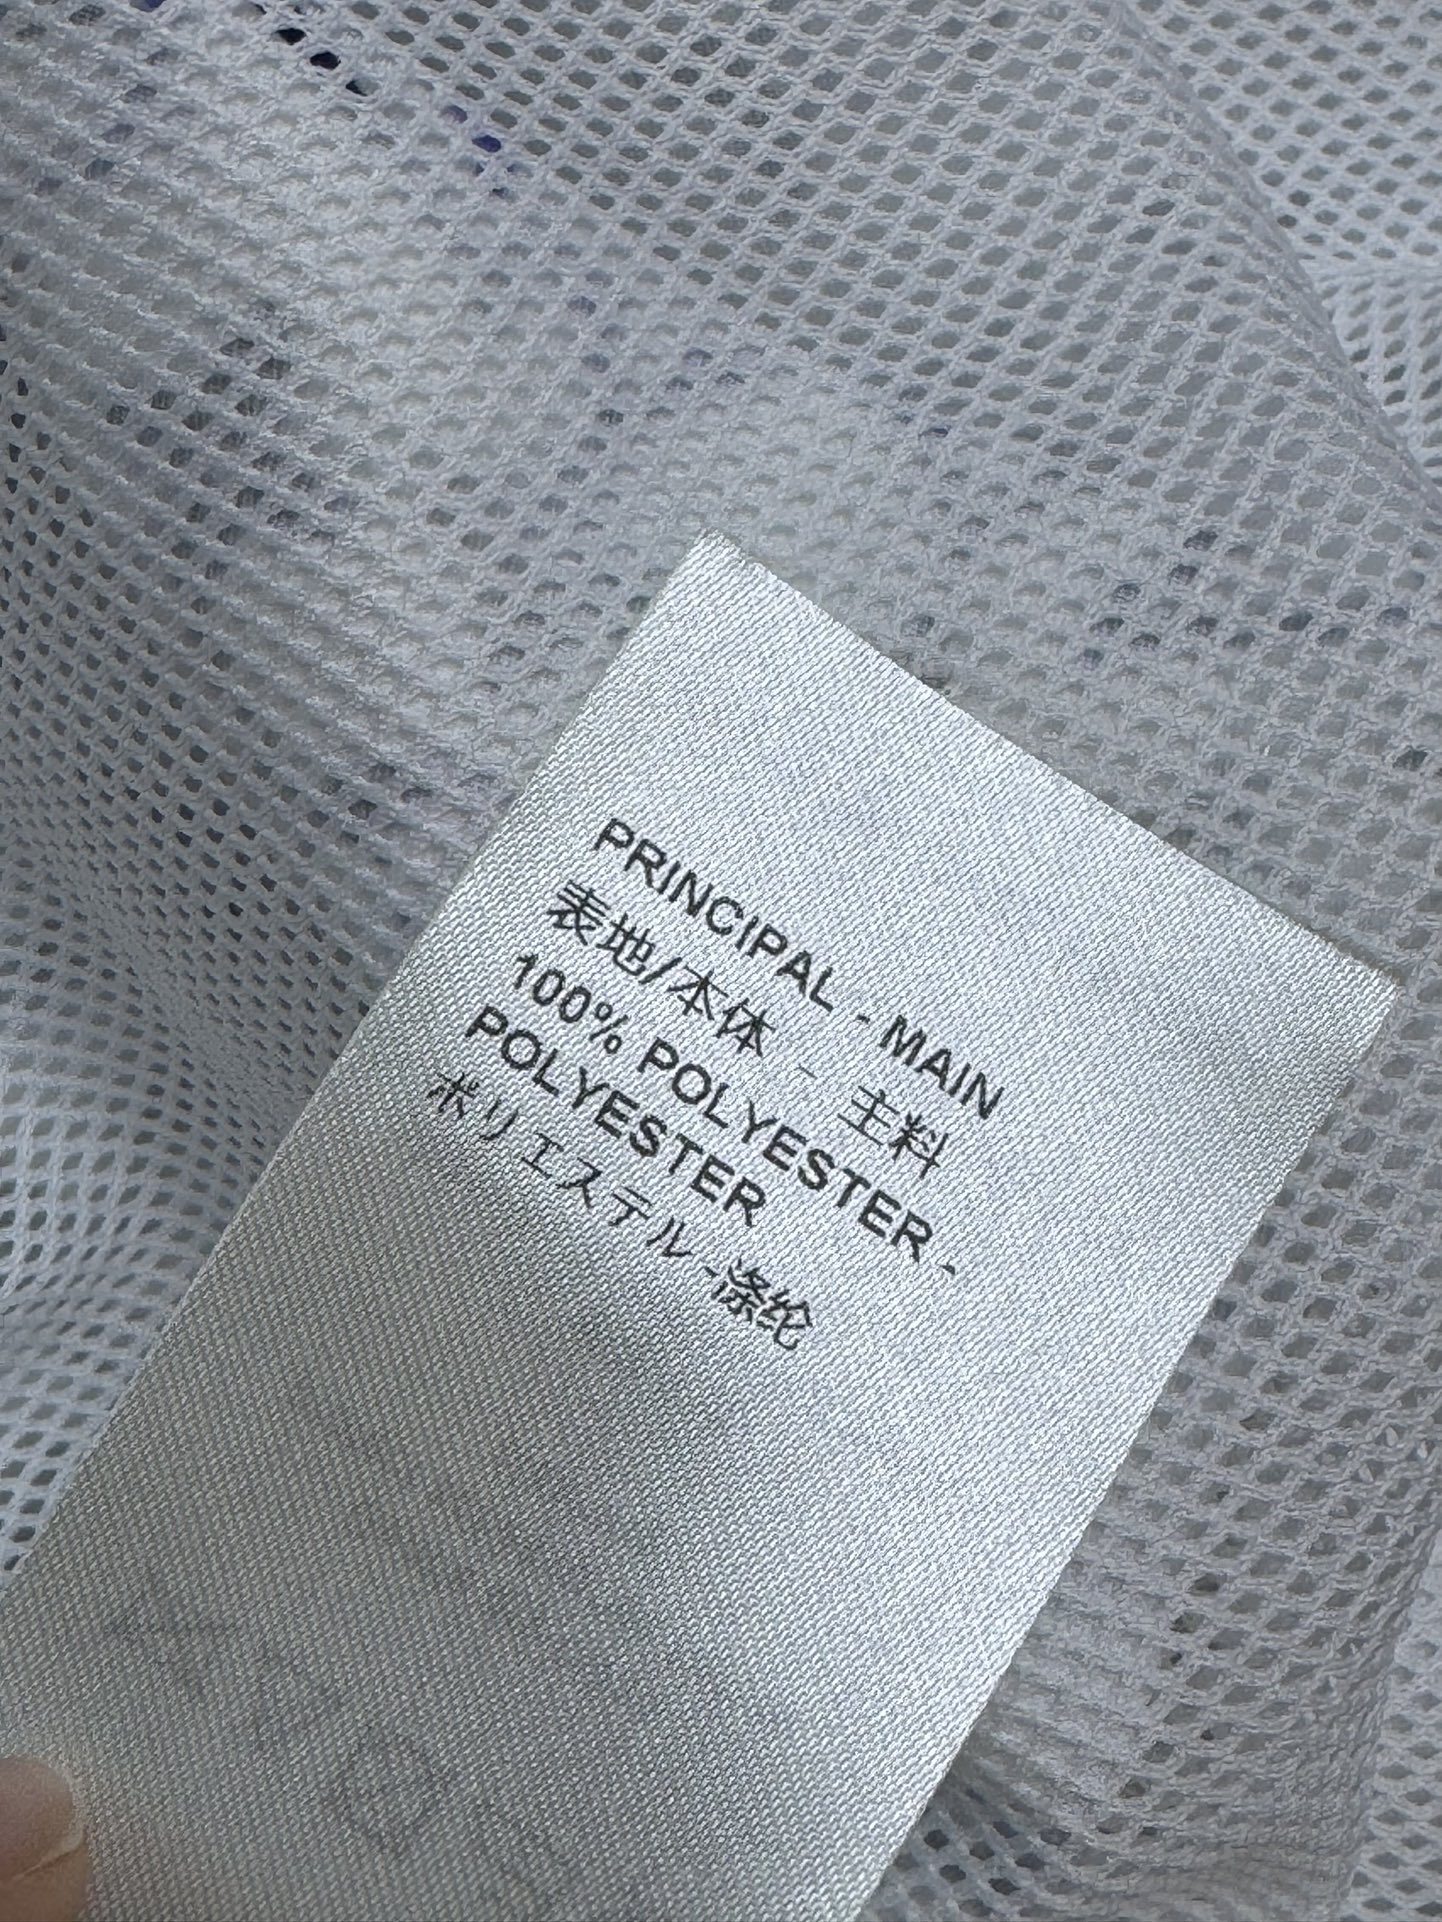 PRINCIPAL - MAIN
表地/本体 - 主料
100% POLYESTER -
POLYESTER
ポリエステル -涤纶